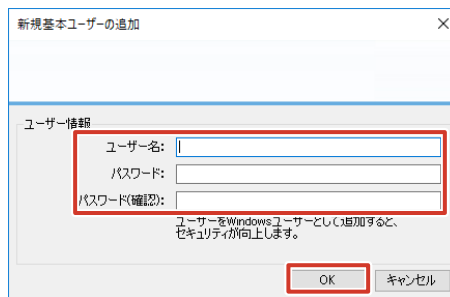 新規基本ユーザーの追加
ユーザー情報
ユーザー名:
パスワード:
パスワード(確認):
ユーザーをWindowsユーザーとして追加すると、
セキュリティが向上します。
OK
キャンセル